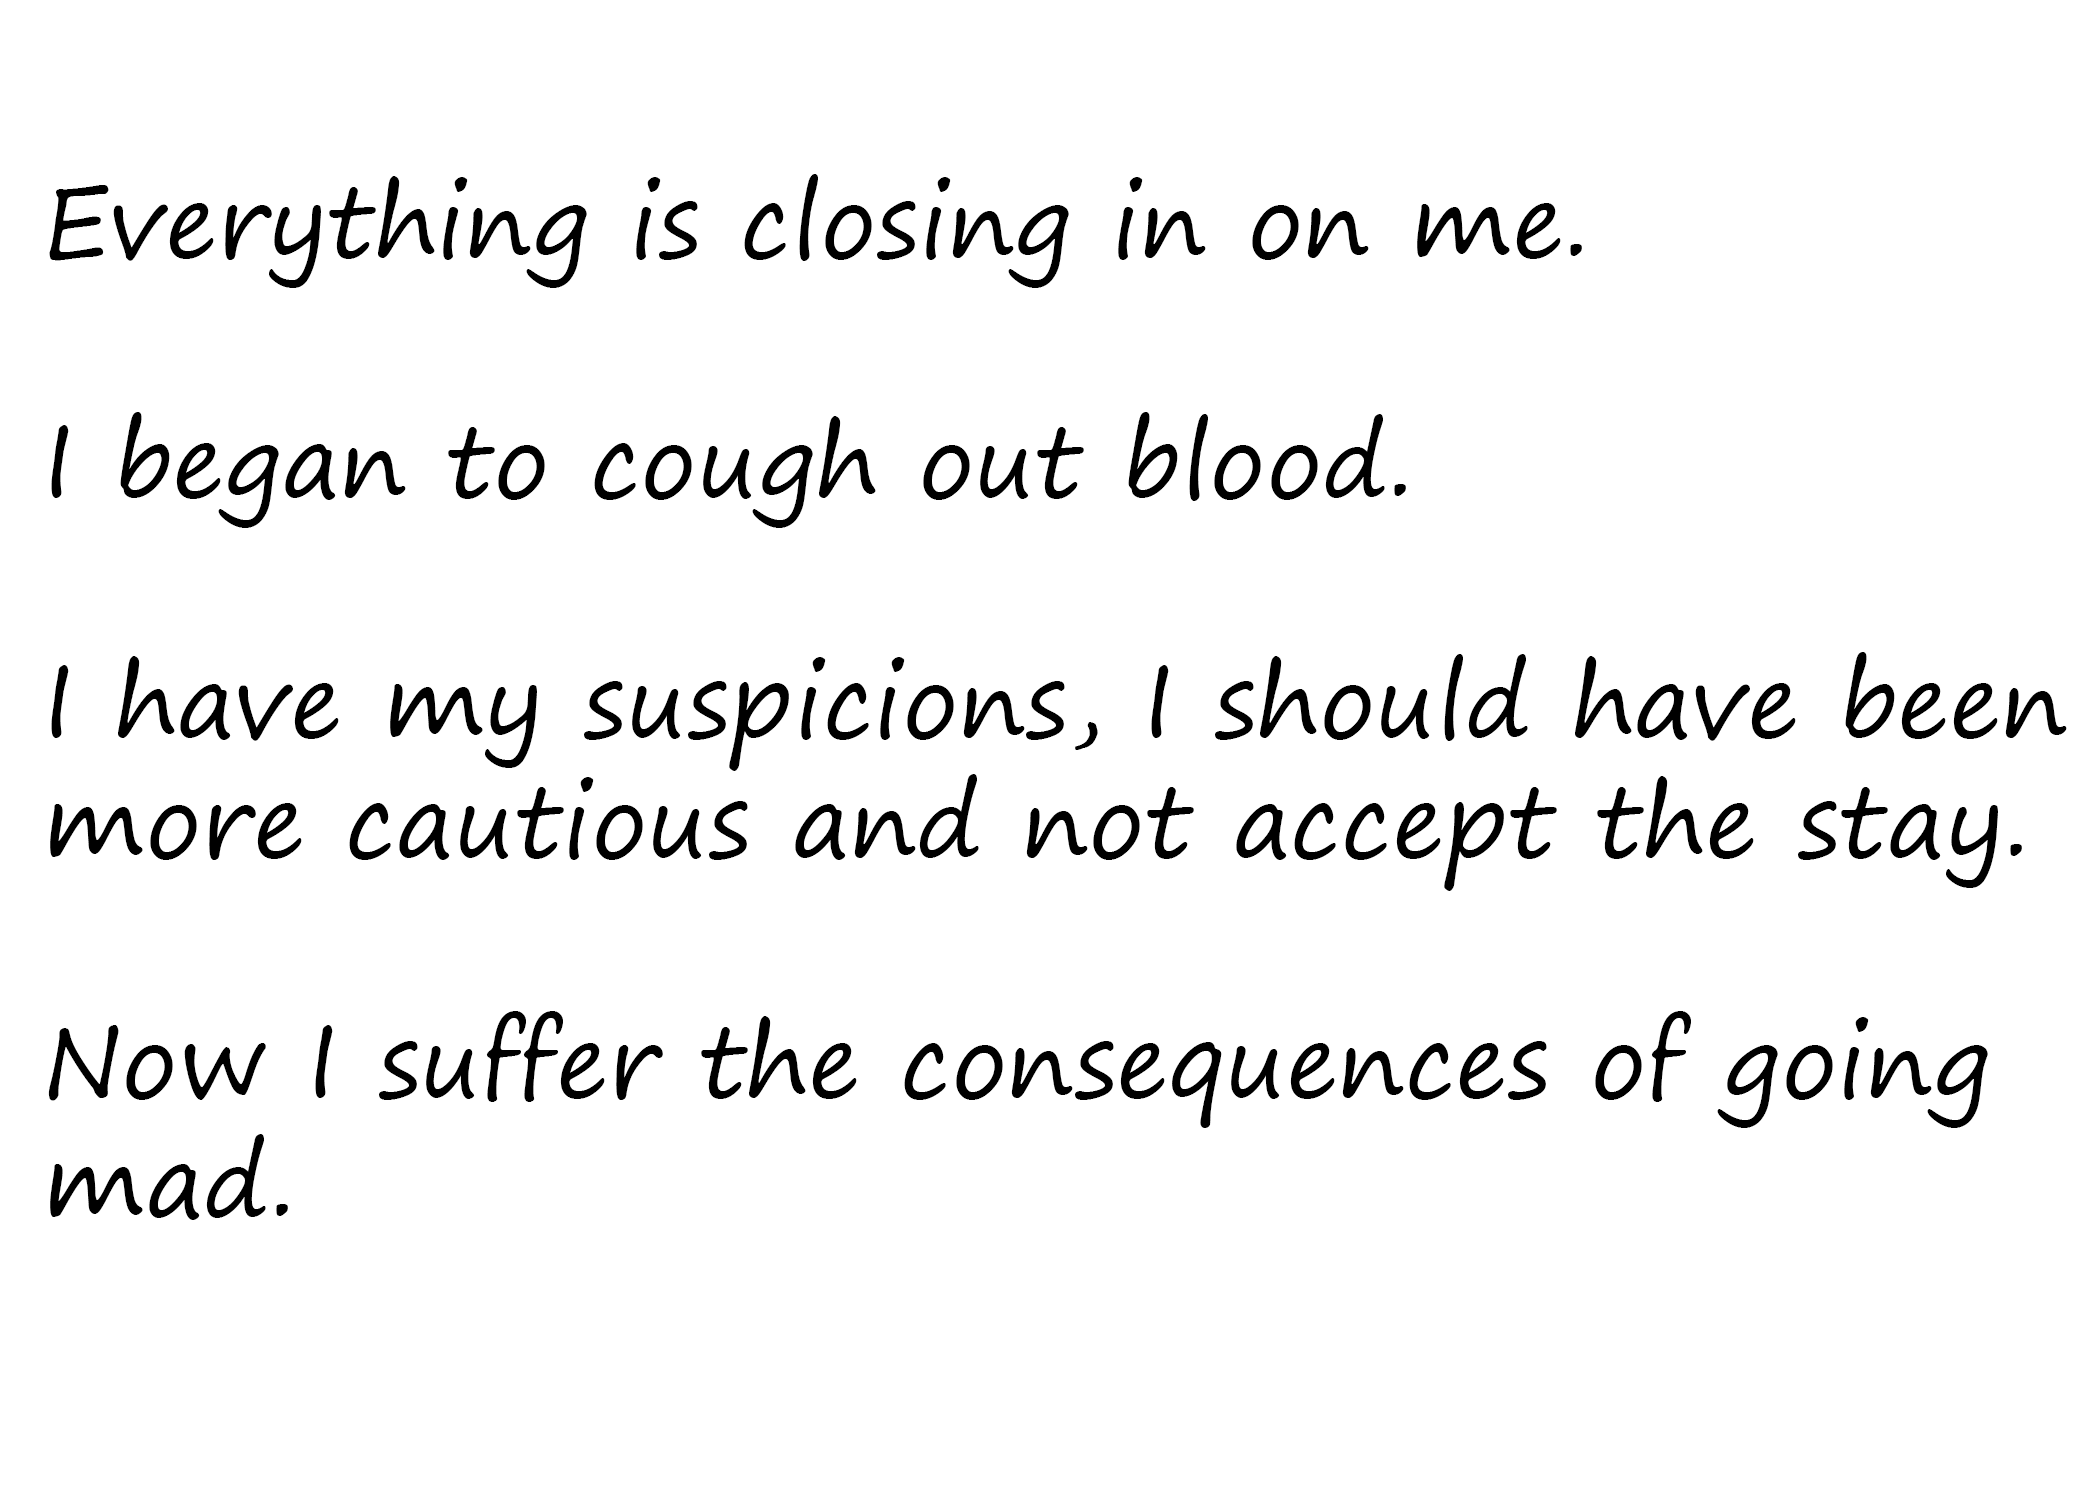 Everything is closing in on me.
I began to cough out blood.
I have my suspicions, I should have been
more cautious and not accept the stay.
Now I suffer the consequences of going
mad.